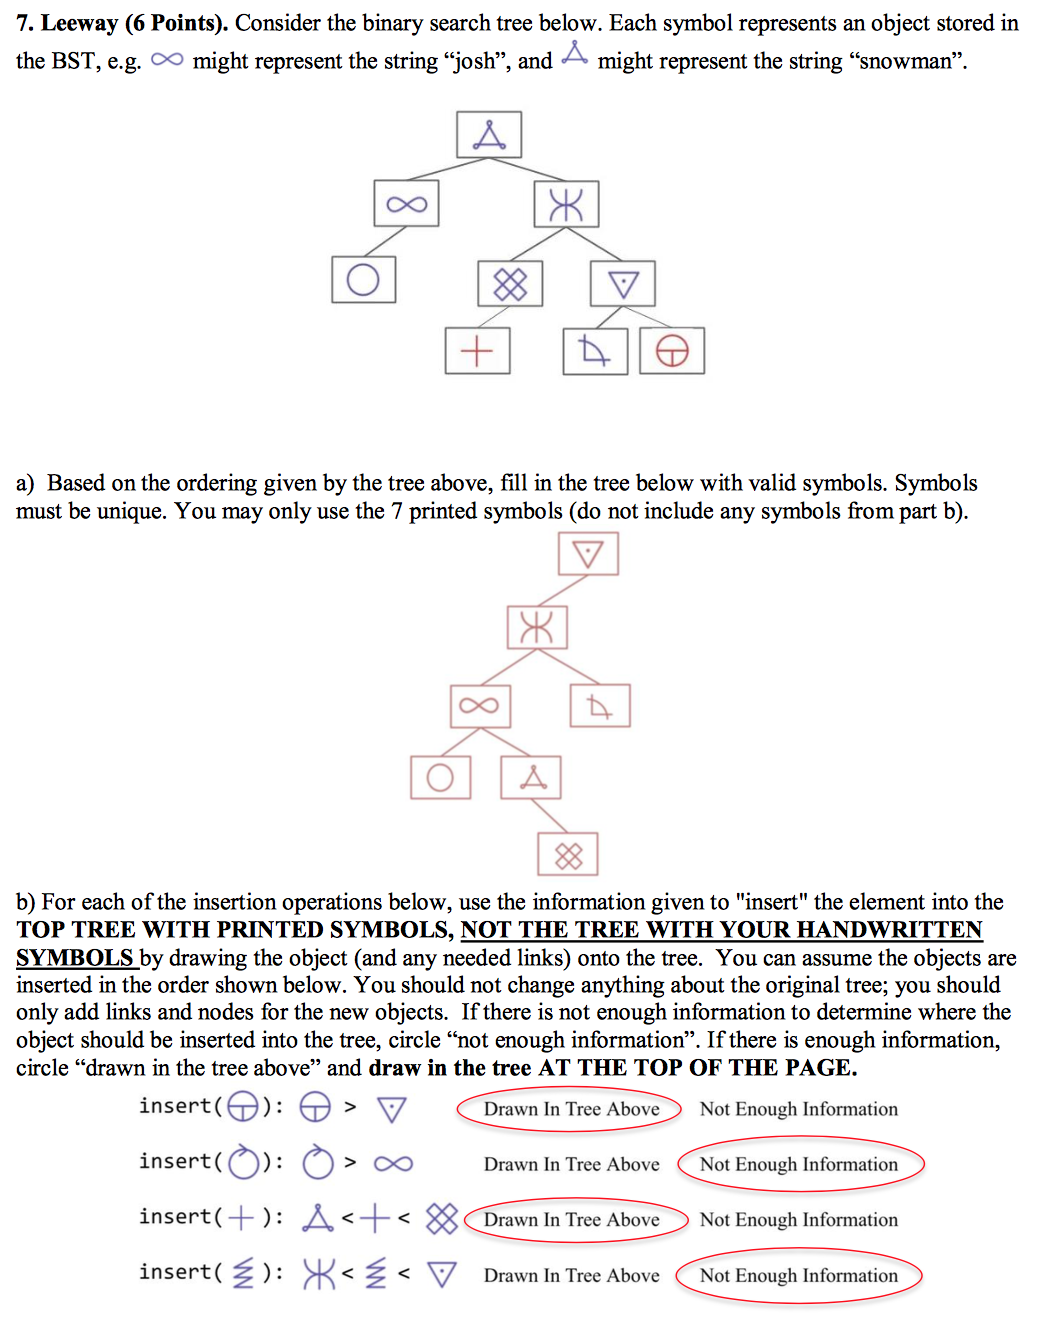 7. Leeway (6 Points). Consider the binary search tree below. Each symbol represents an object stored in
the BST, e.g. ∞ might represent the string “josh”, and might represent the string “snowman”.
a) Based on the ordering given by the tree above, fill in the tree below with valid symbols. Symbols
must be unique. You may only use the 7 printed symbols (do not include any symbols from part b).
b) For each of the insertion operations below, use the information given to "insert" the element into the
TOP TREE WITH PRINTED SYMBOLS, NOT THE TREE WITH YOUR HANDWRITTEN
SYMBOLS by drawing the object (and any needed links) onto the tree. You can assume the objects are
inserted in the order shown below. You should not change anything about the original tree; you should
only add links and nodes for the new objects. If there is not enough information to determine where the
object should be inserted into the tree, circle “not enough information”. If there is enough information,
circle “drawn in the tree above” and draw in the tree AT THE TOP OF THE PAGE.
insert( ): > Drawn In Tree Above Not Enough Information
insert( ): > ∞ Drawn In Tree Above Not Enough Information
insert(+ ): < + < Drawn In Tree Above Not Enough Information
insert( ): Ж < < Drawn In Tree Above Not Enough Information